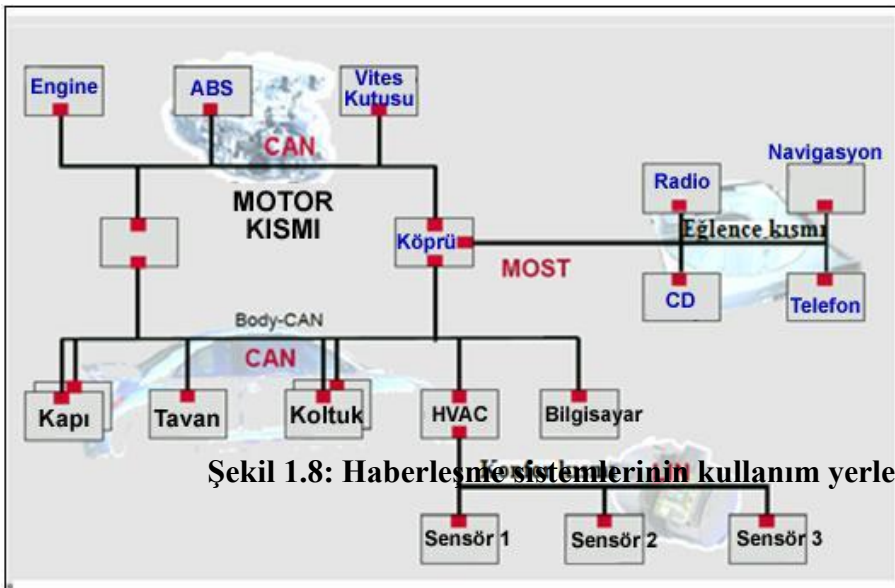 Engine
ABS
Vites
Kutusu
CAN
MOTOR
KISMI
Navigasyon
Radio
Eğlence kısmı
Köprü
MOST
CD
Telefon
Body-CAN
CAN
Kapı
Tavan
Koltuk
HVAC
Bilgisayar
Şekil 1.8: Haberleşme sistemlerinin kullanım yerle
Sensör 1
Sensör 2
Sensör 3